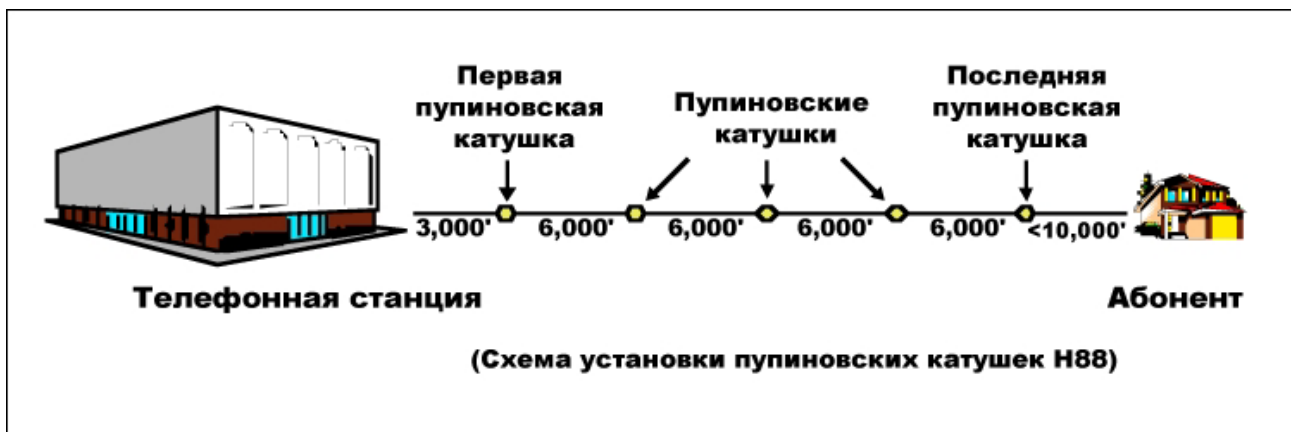 Первая
пупиновская
катушка
Пупиновские
катушки
Последняя
пупиновская
катушка
3,000' 6,000' 6,000' 6,000' 6,000' <10,000'
Телефонная станция
Абонент
(Схема установки пупиновских катушек H88)